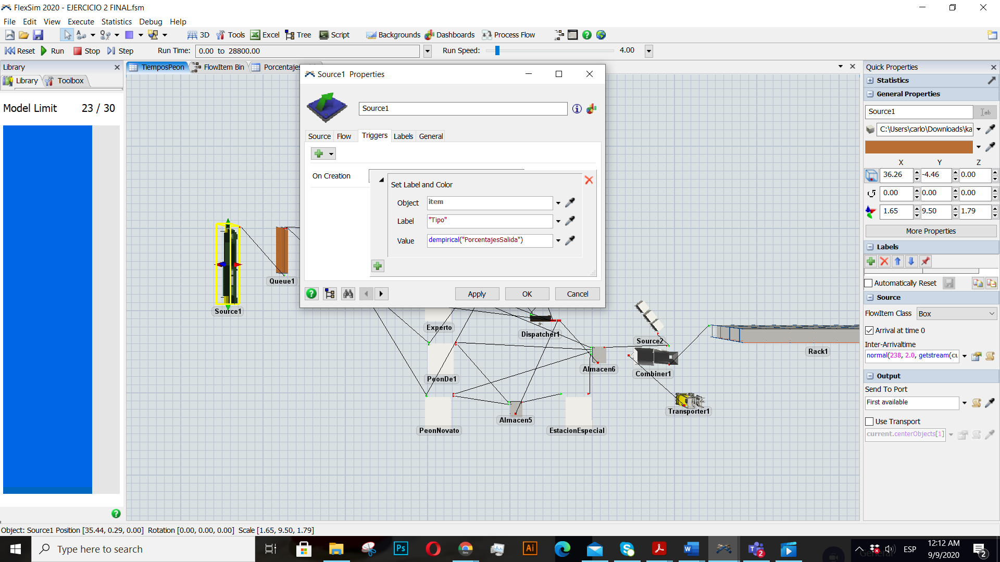 FlexSim 2020 - EJERCICIO 2 FINAL.fsm
File Edit View Execute Statistics Debug Help
3D Tools Excel Tree Script Backgrounds Dashboards Process Flow
Reset Run Stop Step Run Time: 0.00 to 28800.00 Run Speed: 4.00
Library
Library Toolbox
Model Limit 23 / 30
TiemposPeon FlowItem Bin Porcentajes
Source1 Properties
Source1
Source Flow Triggers Labels General
On Creation
Set Label and Color
Object item
Label "Tipo"
Value dempirical("PorcentajesSalida")
Apply OK Cancel
Queue1
Source1
Experto
Dispatcher1
Source2
Rack1
Almacen6
Combiner1
PeonDe1
Transporter1
Almacen5
PeonNovato
EstacionEspecial
Quick Properties
Statistics
General Properties
Source1
C:\Users\carlo\Downloads\ka
X Y Z
36.26 -4.46 0.00
0.00 0.00 0.00
1.65 9.50 1.79
More Properties
Labels
Automatically Reset
Source
FlowItem Class Box
Arrival at time 0
Inter-Arrivaltime
normal(238, 2.0, getstream(cu
Output
Send To Port
First available
Use Transport
current.centerObjects[1]
Object: Source1 Position [35.44, 0.29, 0.00] Rotation [0.00, 0.00, 0.00] Scale [1.65, 9.50, 1.79]
Type here to search
Ps
Ai
2
ESP
12:12 AM
9/9/2020
2